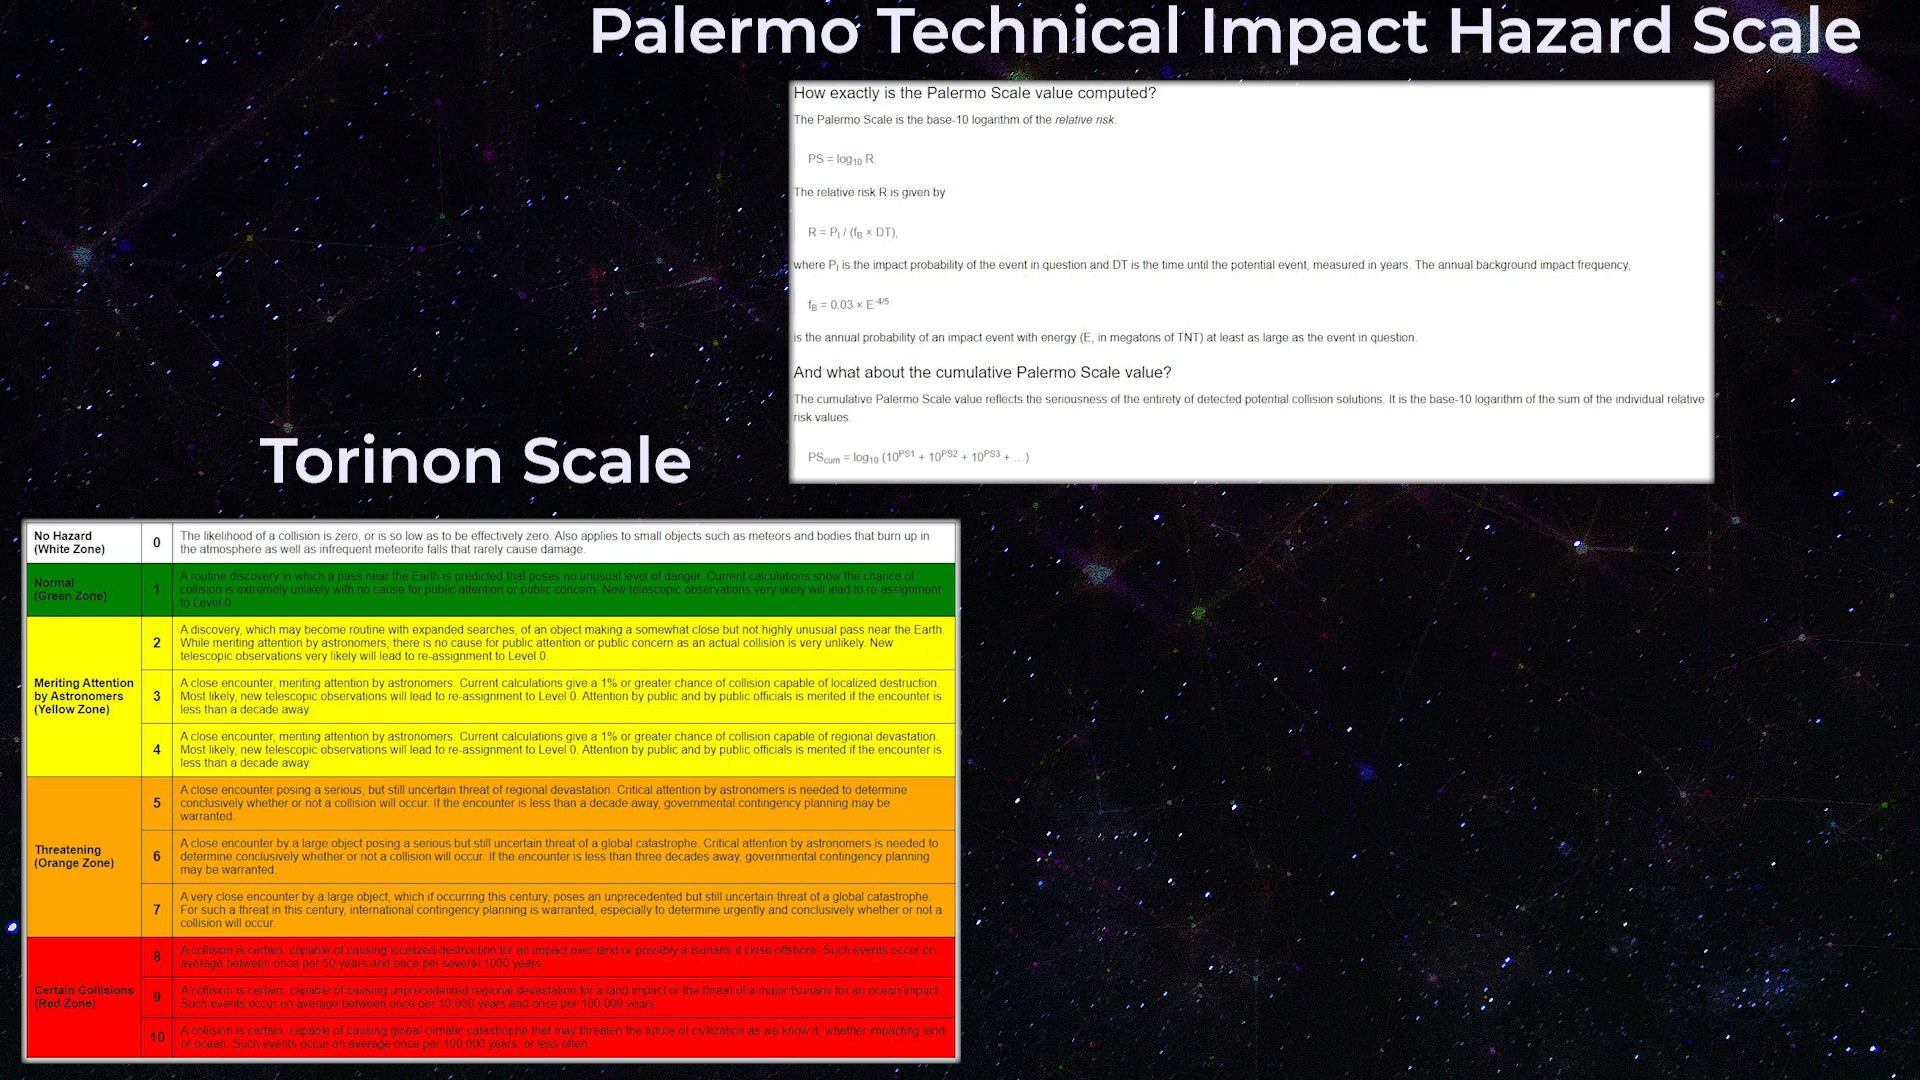 Palermo Technical Impact Hazard Scale
How exactly is the Palermo Scale value computed?
The Palermo Scale is the base-10 logarithm of the relative risk.
PS = log10 R.
The relative risk R is given by
R = PI / (fB × DT),
where PI is the impact probability of the event in question and DT is the time until the potential event, measured in years. The annual background impact frequency,
fB = 0.03 × E-4/5
is the annual probability of an impact event with energy (E, in megatons of TNT) at least as large as the event in question.
And what about the cumulative Palermo Scale value?
The cumulative Palermo Scale value reflects the seriousness of the entirety of detected potential collision solutions. It is the base-10 logarithm of the sum of the individual relative
risk values.
PScum = log10 (10PS1 + 10PS2 + 10PS3 + ...)
Torinon Scale
No Hazard
(White Zone)
0
The likelihood of a collision is zero, or is so low as to be effectively zero. Also applies to small objects such as meteors and bodies that burn up in
the atmosphere as well as infrequent meteorite falls that rarely cause damage.
Normal
(Green Zone)
1
A routine discovery in which a pass near the Earth is predicted that poses no unusual level of danger. Current calculations show the chance of
collision is extremely unlikely with no cause for public attention or public concern. New telescopic observations very likely will lead to re-assignment
to Level 0.
Meriting Attention
by Astronomers
(Yellow Zone)
2
A discovery, which may become routine with expanded searches, of an object making a somewhat close but not highly unusual pass near the Earth.
While meriting attention by astronomers, there is no cause for public attention or public concern as an actual collision is very unlikely. New
telescopic observations very likely will lead to re-assignment to Level 0.
3
A close encounter, meriting attention by astronomers. Current calculations give a 1% or greater chance of collision capable of localized destruction.
Most likely, new telescopic observations will lead to re-assignment to Level 0. Attention by public and by public officials is merited if the encounter is
less than a decade away.
4
A close encounter, meriting attention by astronomers. Current calculations give a 1% or greater chance of collision capable of regional devastation.
Most likely, new telescopic observations will lead to re-assignment to Level 0. Attention by public and by public officials is merited if the encounter is
less than a decade away.
Threatening
(Orange Zone)
5
A close encounter posing a serious, but still uncertain threat of regional devastation. Critical attention by astronomers is needed to determine
conclusively whether or not a collision will occur. If the encounter is less than a decade away, governmental contingency planning may be
warranted.
6
A close encounter by a large object posing a serious but still uncertain threat of a global catastrophe. Critical attention by astronomers is needed to
determine conclusively whether or not a collision will occur. If the encounter is less than three decades away, governmental contingency planning
may be warranted.
7
A very close encounter by a large object, which if occurring this century, poses an unprecedented but still uncertain threat of a global catastrophe.
For such a threat in this century, international contingency planning is warranted, especially to determine urgently and conclusively whether or not a
collision will occur.
Certain Collisions
(Red Zone)
8
A collision is certain, capable of causing localized destruction for an impact over land or possibly a tsunami if close offshore. Such events occur on
average between once per 50 years and once per several 1000 years.
9
A collision is certain, capable of causing unprecedented regional devastation for a land impact or the threat of a major tsunami for an ocean impact.
Such events occur on average between once per 10,000 years and once per 100,000 years.
10
A collision is certain, capable of causing global climatic catastrophe that may threaten the future of civilization as we know it, whether impacting land
or ocean. Such events occur on average once per 100,000 years, or less often.